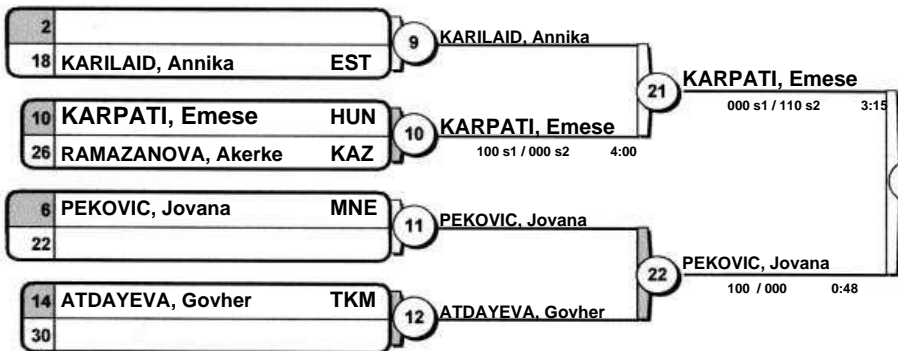 2
18 KARILAID, Annika EST
9
KARILAID, Annika
10 KARPATI, Emese HUN
26 RAMAZANOVA, Akerke KAZ
10
KARPATI, Emese
100 s1 / 000 s2 4:00
21
KARPATI, Emese
000 s1 / 110 s2 3:15
6 PEKOVIC, Jovana MNE
22
11
PEKOVIC, Jovana
14 ATDAYEVA, Govher TKM
30
12
ATDAYEVA, Govher
22
PEKOVIC, Jovana
100 / 000 0:48